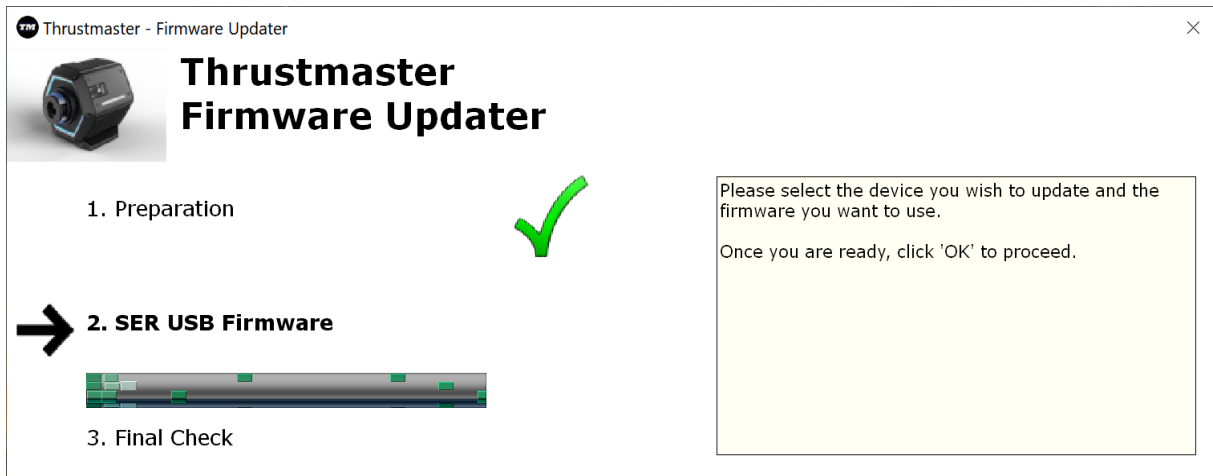 TM Thrustmaster - Firmware Updater
Thrustmaster
Firmware Updater
1. Preparation
2. SER USB Firmware
3. Final Check
Please select the device you wish to update and the
firmware you want to use.
Once you are ready, click 'OK' to proceed.